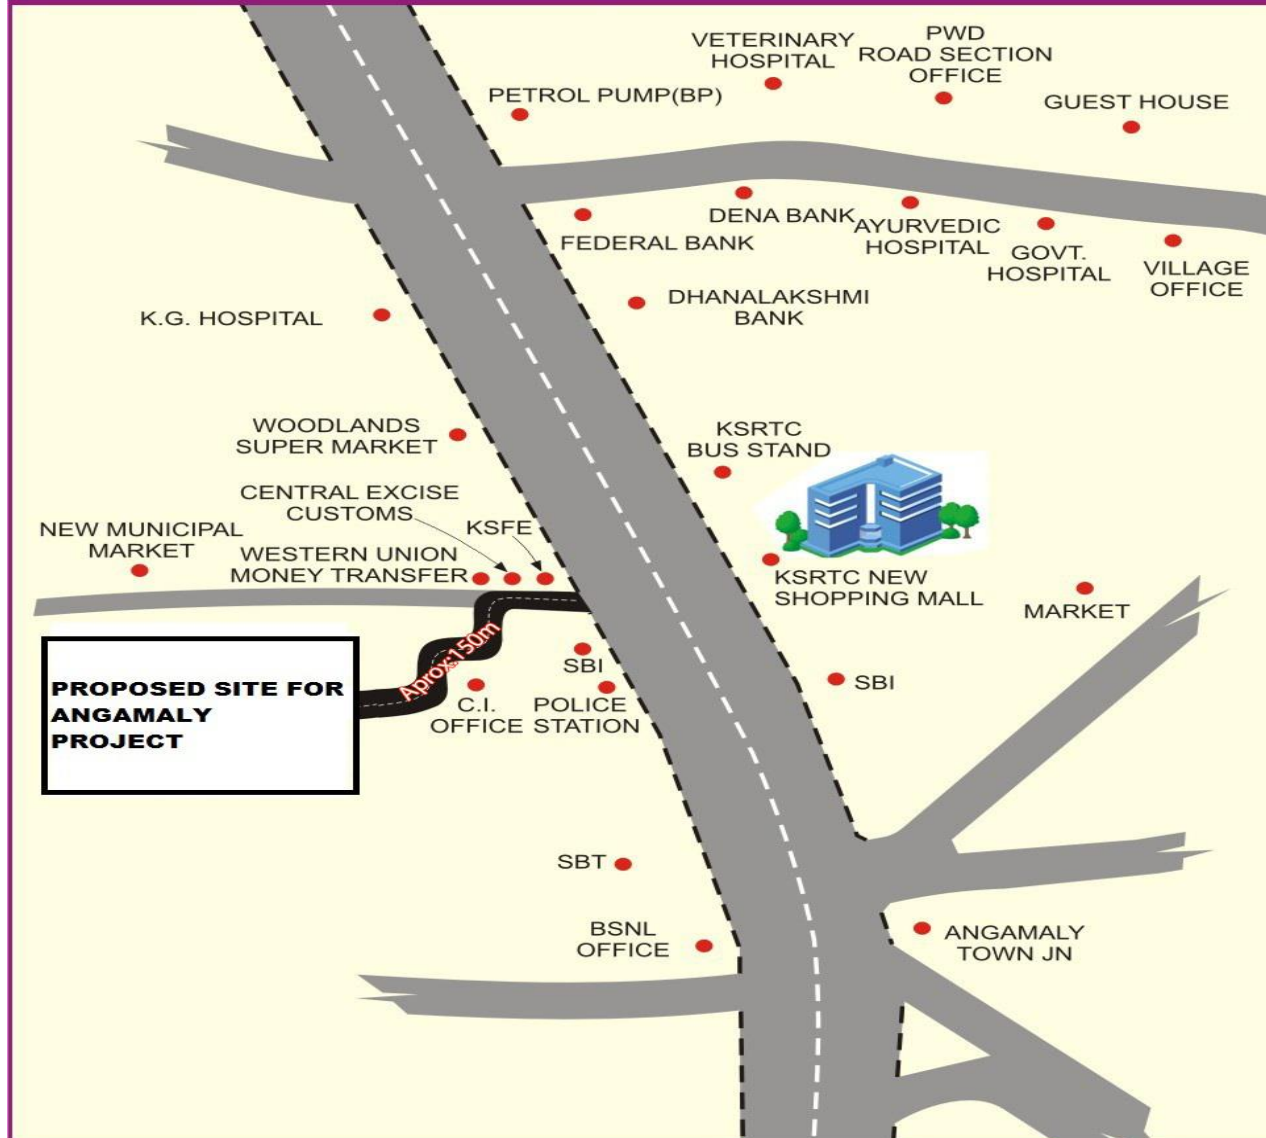 VETERINARY
HOSPITAL
PWD
ROAD SECTION
OFFICE
PETROL PUMP(BP)
GUEST HOUSE
DENA BANK
FEDERAL BANK
AYURVEDIC
HOSPITAL
GOVT.
HOSPITAL
VILLAGE
OFFICE
DHANALAKSHMI
BANK
K.G. HOSPITAL
WOODLANDS
SUPER MARKET
KSRTC
BUS STAND
CENTRAL EXCISE
CUSTOMS
KSFE
NEW MUNICIPAL
MARKET
WESTERN UNION
MONEY TRANSFER
KSRTC NEW
SHOPPING MALL
MARKET
Aprox:150m
SBI
SBI
PROPOSED SITE FOR
ANGAMALY
PROJECT
C.I.
OFFICE
POLICE
STATION
SBT
BSNL
OFFICE
ANGAMALY
TOWN JN